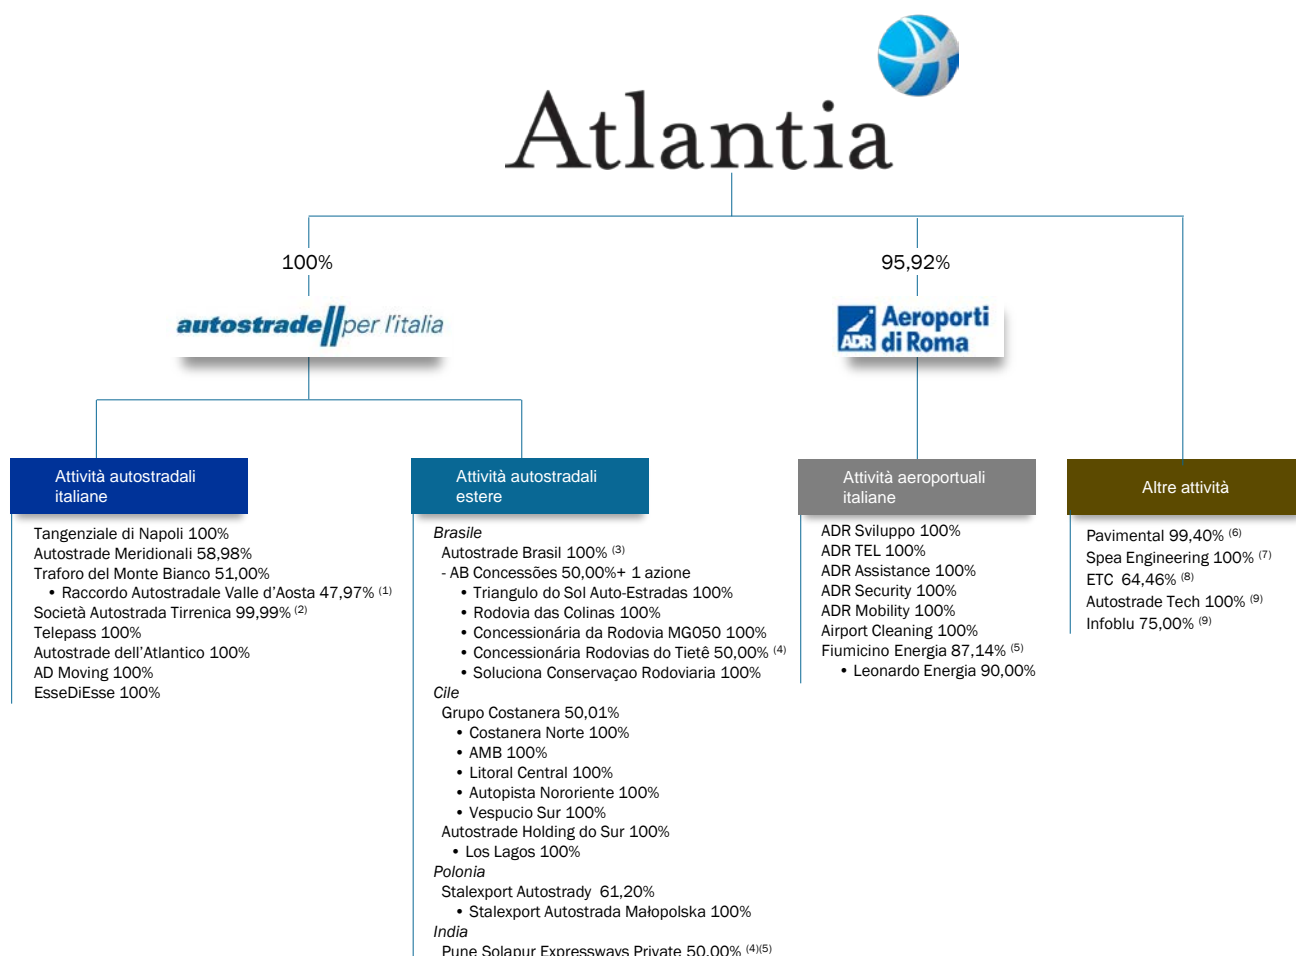 Atlantia
100%
95,92%
autostrade//per l'italia
ADR Aeroporti
di Roma
Attività autostradali
italiane
Tangenziale di Napoli 100%
Autostrade Meridionali 58,98%
Traforo del Monte Bianco 51,00%
• Raccordo Autostradale Valle d'Aosta 47,97% (1)
Società Autostrada Tirrenica 99,99% (2)
Telepass 100%
Autostrade dell'Atlantico 100%
AD Moving 100%
EsseDiEsse 100%
Attività autostradali
estere
Brasile
Autostrade Brasil 100% (3)
- AB Concessões 50,00%+ 1 azione
• Triangulo do Sol Auto-Estradas 100%
• Rodovia das Colinas 100%
• Concessionária da Rodovia MG050 100%
• Concessionária Rodovias do Tietê 50,00% (4)
• Soluciona Conservaçao Rodoviaria 100%
Cile
Grupo Costanera 50,01%
• Costanera Norte 100%
• AMB 100%
• Litoral Central 100%
• Autopista Nororiente 100%
• Vespucio Sur 100%
Autostrade Holding do Sur 100%
• Los Lagos 100%
Polonia
Stalexport Autostrady 61,20%
• Stalexport Autostrada Małopolska 100%
India
Pune Solapur Expressways Private 50,00% (4)(5)
Attività aeroportuali
italiane
ADR Sviluppo 100%
ADR TEL 100%
ADR Assistance 100%
ADR Security 100%
ADR Mobility 100%
Airport Cleaning 100%
Fiumicino Energia 87,14% (5)
• Leonardo Energia 90,00%
Altre attività
Pavimental 99,40% (6)
Spea Engineering 100% (7)
ETC 64,46% (8)
Autostrade Tech 100% (9)
Infoblu 75,00% (9)